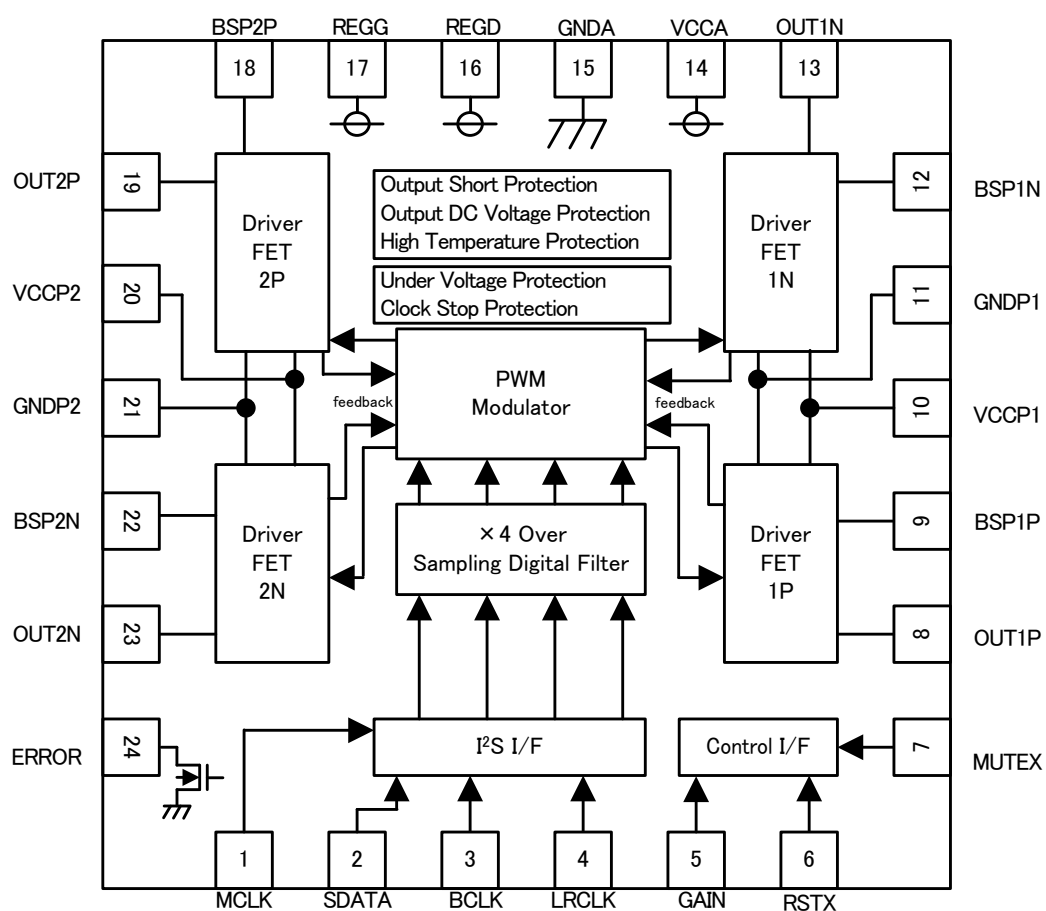 BSP2P REGG REGD GNDA VCCA OUT1N
18 17 16 15 14 13
OUT2P 19
Driver
FET
2P
Output Short Protection
Output DC Voltage Protection
High Temperature Protection
Under Voltage Protection
Clock Stop Protection
Driver
FET
1N
12 BSP1N
VCCP2 20
11 GNDP1
PWM
Modulator
feedback
feedback
GNDP2 21
10 VCCP1
BSP2N 22
Driver
FET
2N
×4 Over
Sampling Digital Filter
Driver
FET
1P
9 BSP1P
OUT2N 23
8 OUT1P
ERROR 24
I²S I/F
Control I/F
7 MUTEX
1 2 3 4 5 6
MCLK SDATA BCLK LRCLK GAIN RSTX